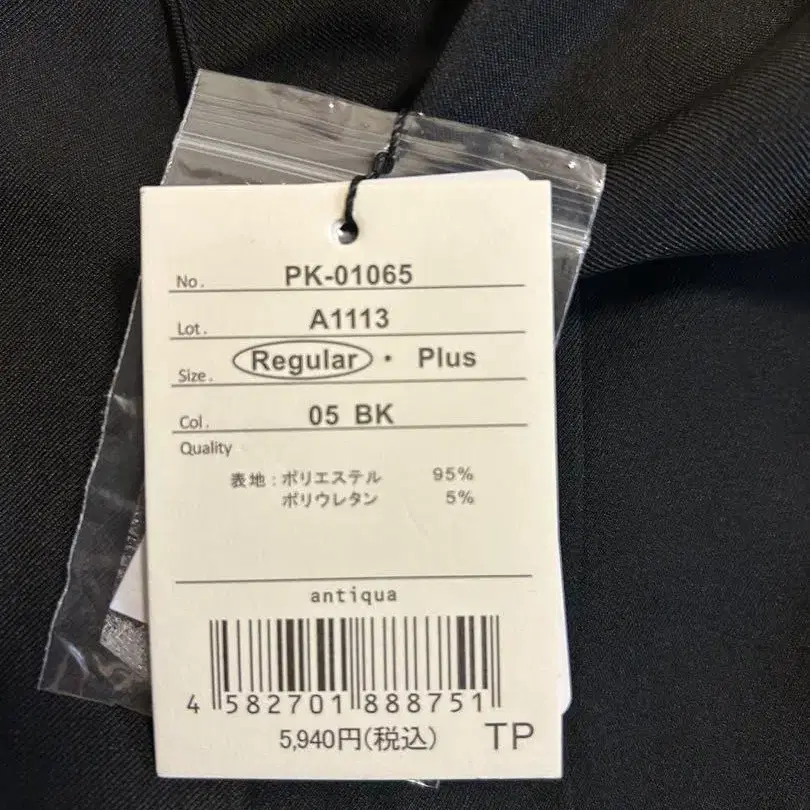 No. PK-01065
Lot. A1113
Size. Regular・ Plus
Col. 05 BK
Quality
表地:ポリエステル 95%
ポリウレタン 5%
antiqua
4 582701 888751
5,940円(税込) TP